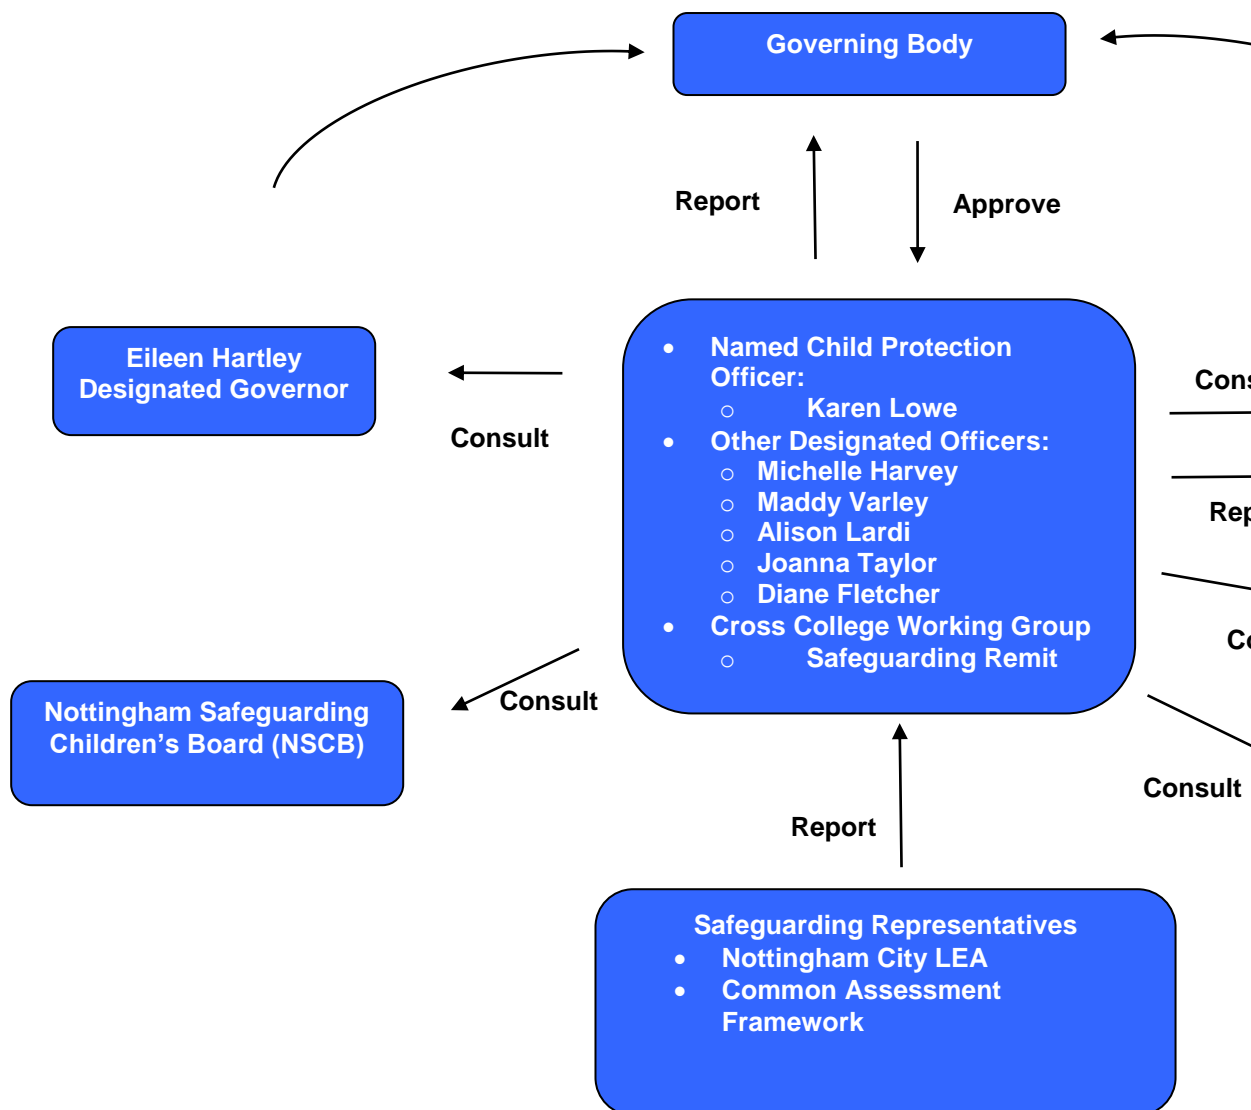 Governing Body
Report
Approve
Eileen Hartley
Designated Governor
Consult
• Named Child Protection
Officer:
o Karen Lowe
• Other Designated Officers:
o Michelle Harvey
o Maddy Varley
o Alison Lardi
o Joanna Taylor
o Diane Fletcher
• Cross College Working Group
o Safeguarding Remit
Nottingham Safeguarding
Children's Board (NSCB)
Consult
Consult
Report
Safeguarding Representatives
• Nottingham City LEA
• Common Assessment
Framework